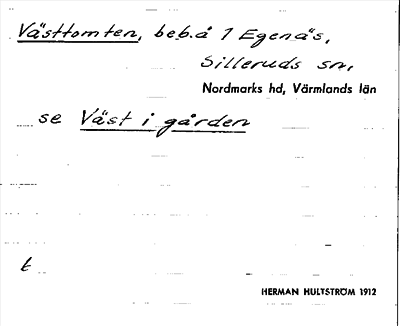 Västtomten, beb. å 1 Egenäs,
Silleruds sn,
Nordmarks hd, Värmlands län
se Väst i gården
t
HERMAN HULTSTRÖM 1912